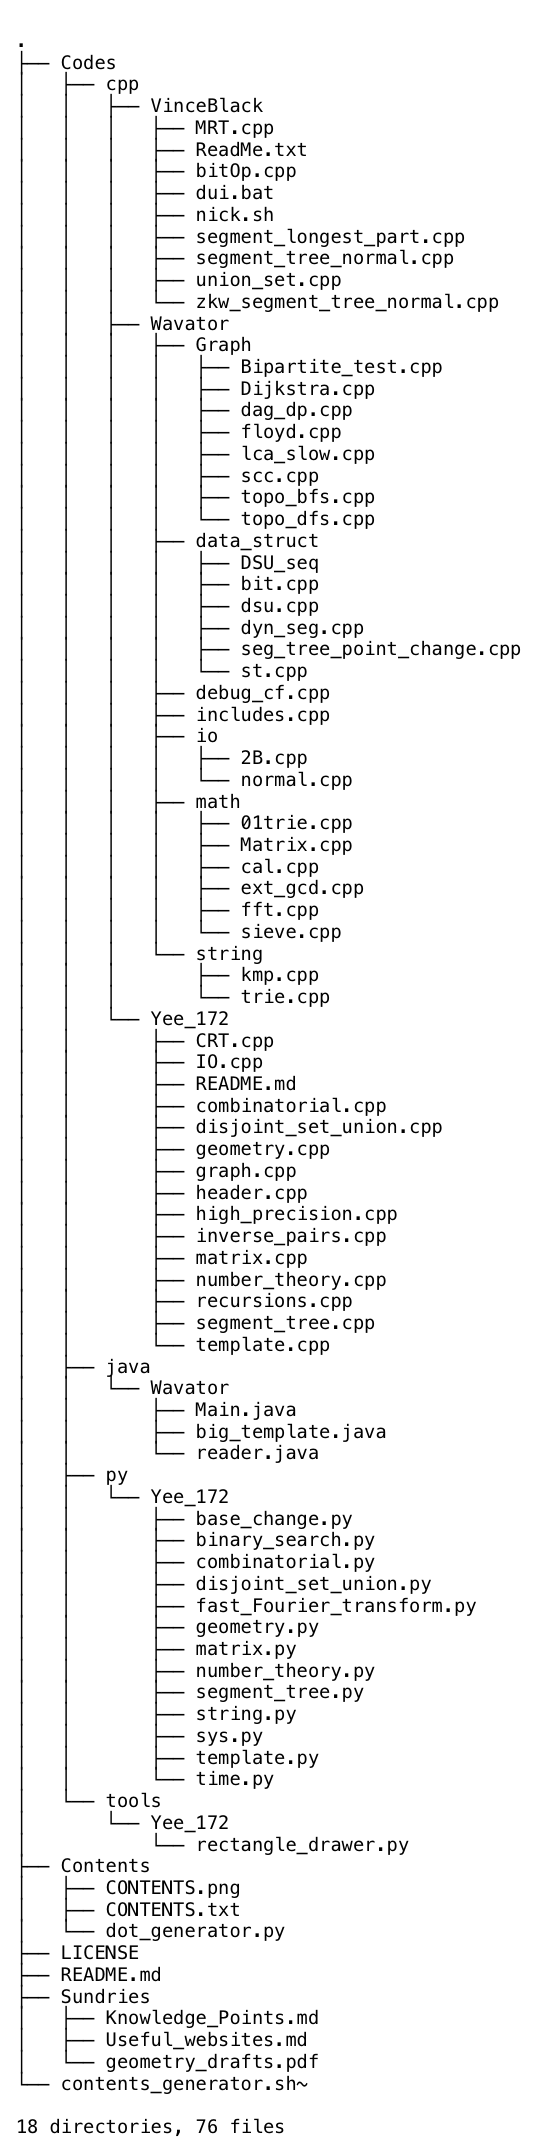 .
├── Codes
│   ├── cpp
│   │   ├── VinceBlack
│   │   │   ├── MRT.cpp
│   │   │   ├── ReadMe.txt
│   │   │   ├── bitOp.cpp
│   │   │   ├── dui.bat
│   │   │   ├── nick.sh
│   │   │   ├── segment_longest_part.cpp
│   │   │   ├── segment_tree_normal.cpp
│   │   │   ├── union_set.cpp
│   │   │   └── zkw_segment_tree_normal.cpp
│   │   ├── Wavator
│   │   │   ├── Graph
│   │   │   │   ├── Bipartite_test.cpp
│   │   │   │   ├── Dijkstra.cpp
│   │   │   │   ├── dag_dp.cpp
│   │   │   │   ├── floyd.cpp
│   │   │   │   ├── lca_slow.cpp
│   │   │   │   ├── scc.cpp
│   │   │   │   ├── topo_bfs.cpp
│   │   │   │   └── topo_dfs.cpp
│   │   │   ├── data_struct
│   │   │   │   ├── DSU_seq
│   │   │   │   ├── bit.cpp
│   │   │   │   ├── dsu.cpp
│   │   │   │   ├── dyn_seg.cpp
│   │   │   │   ├── seg_tree_point_change.cpp
│   │   │   │   └── st.cpp
│   │   │   ├── debug_cf.cpp
│   │   │   ├── includes.cpp
│   │   │   ├── io
│   │   │   │   ├── 2B.cpp
│   │   │   │   └── normal.cpp
│   │   │   ├── math
│   │   │   │   ├── 01trie.cpp
│   │   │   │   ├── Matrix.cpp
│   │   │   │   ├── cal.cpp
│   │   │   │   ├── ext_gcd.cpp
│   │   │   │   ├── fft.cpp
│   │   │   │   └── sieve.cpp
│   │   │   └── string
│   │   │       ├── kmp.cpp
│   │   │       └── trie.cpp
│   │   └── Yee_172
│   │       ├── CRT.cpp
│   │       ├── IO.cpp
│   │       ├── README.md
│   │       ├── combinatorial.cpp
│   │       ├── disjoint_set_union.cpp
│   │       ├── geometry.cpp
│   │       ├── graph.cpp
│   │       ├── header.cpp
│   │       ├── high_precision.cpp
│   │       ├── inverse_pairs.cpp
│   │       ├── matrix.cpp
│   │       ├── number_theory.cpp
│   │       ├── recursions.cpp
│   │       ├── segment_tree.cpp
│   │       └── template.cpp
│   ├── java
│   │   └── Wavator
│   │       ├── Main.java
│   │       ├── big_template.java
│   │       └── reader.java
│   ├── py
│   │   └── Yee_172
│   │       ├── base_change.py
│   │       ├── binary_search.py
│   │       ├── combinatorial.py
│   │       ├── disjoint_set_union.py
│   │       ├── fast_Fourier_transform.py
│   │       ├── geometry.py
│   │       ├── matrix.py
│   │       ├── number_theory.py
│   │       ├── segment_tree.py
│   │       ├── string.py
│   │       ├── sys.py
│   │       ├── template.py
│   │       └── time.py
│   └── tools
│       └── Yee_172
│           └── rectangle_drawer.py
├── Contents
│   ├── CONTENTS.png
│   ├── CONTENTS.txt
│   └── dot_generator.py
├── LICENSE
├── README.md
├── Sundries
│   ├── Knowledge_Points.md
│   ├── Useful_websites.md
│   └── geometry_drafts.pdf
└── contents_generator.sh~

18 directories, 76 files